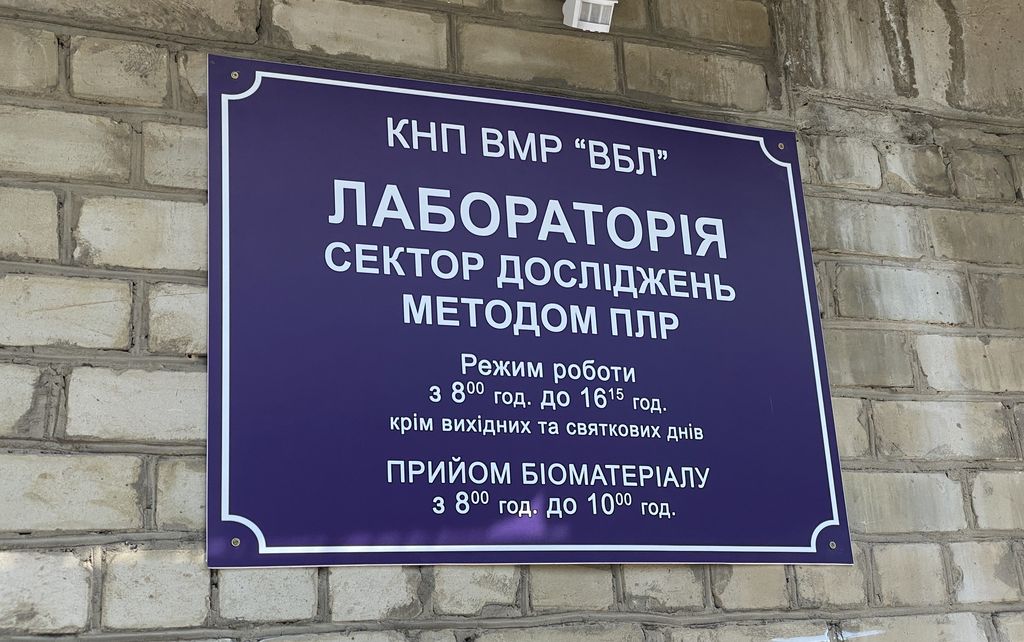 КНП ВМР “ВБЛ”
ЛАБОРАТОРІЯ
СЕКТОР ДОСЛІДЖЕНЬ
МЕТОДОМ ПЛР
Режим роботи
з 8⁰⁰ год. до 16¹⁵ год.
крім вихідних та святкових днів
ПРИЙОМ БІОМАТЕРІАЛУ
з 8⁰⁰ год. до 10⁰⁰ год.